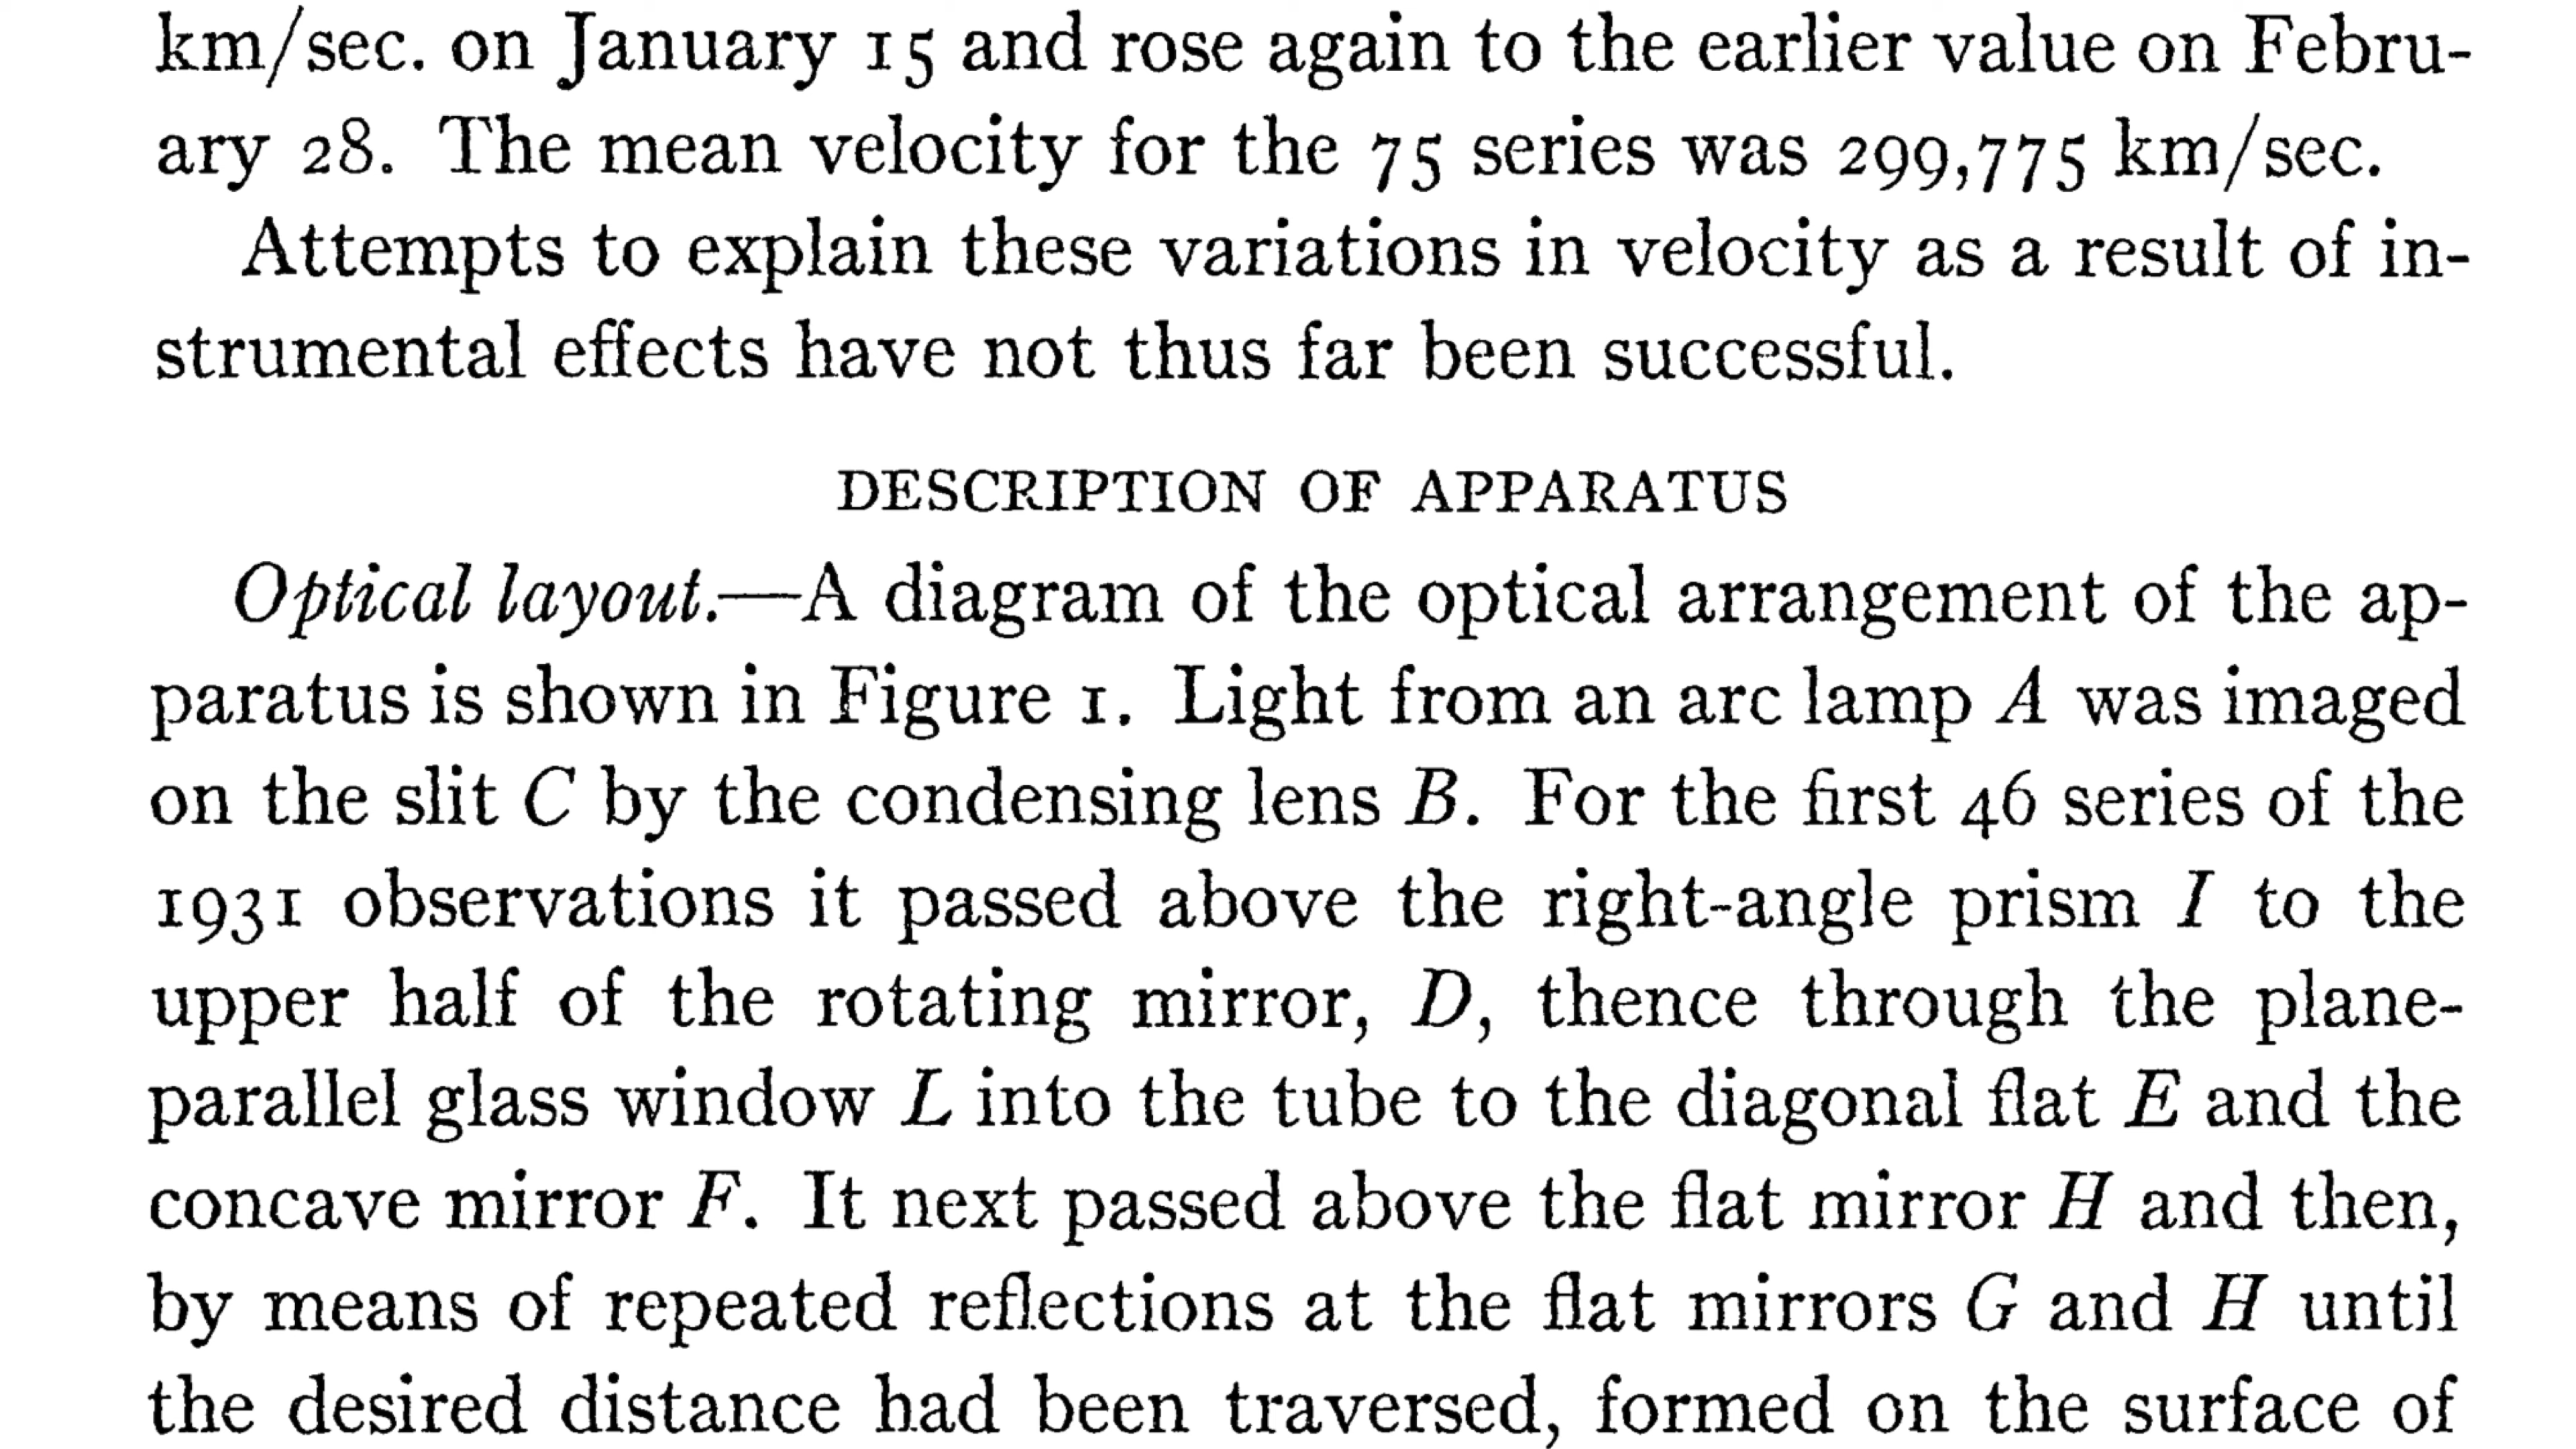 km/sec. on January 15 and rose again to the earlier value on Febru-
ary 28. The mean velocity for the 75 series was 299,775 km/sec.
Attempts to explain these variations in velocity as a result of in-
strumental effects have not thus far been successful.
DESCRIPTION OF APPARATUS
Optical layout.—A diagram of the optical arrangement of the ap-
paratus is shown in Figure 1. Light from an arc lamp A was imaged
on the slit C by the condensing lens B. For the first 46 series of the
1931 observations it passed above the right-angle prism I to the
upper half of the rotating mirror, D, thence through the plane-
parallel glass window L into the tube to the diagonal flat E and the
concave mirror F. It next passed above the flat mirror H and then,
by means of repeated reflections at the flat mirrors G and H until
the desired distance had been traversed, formed on the surface of